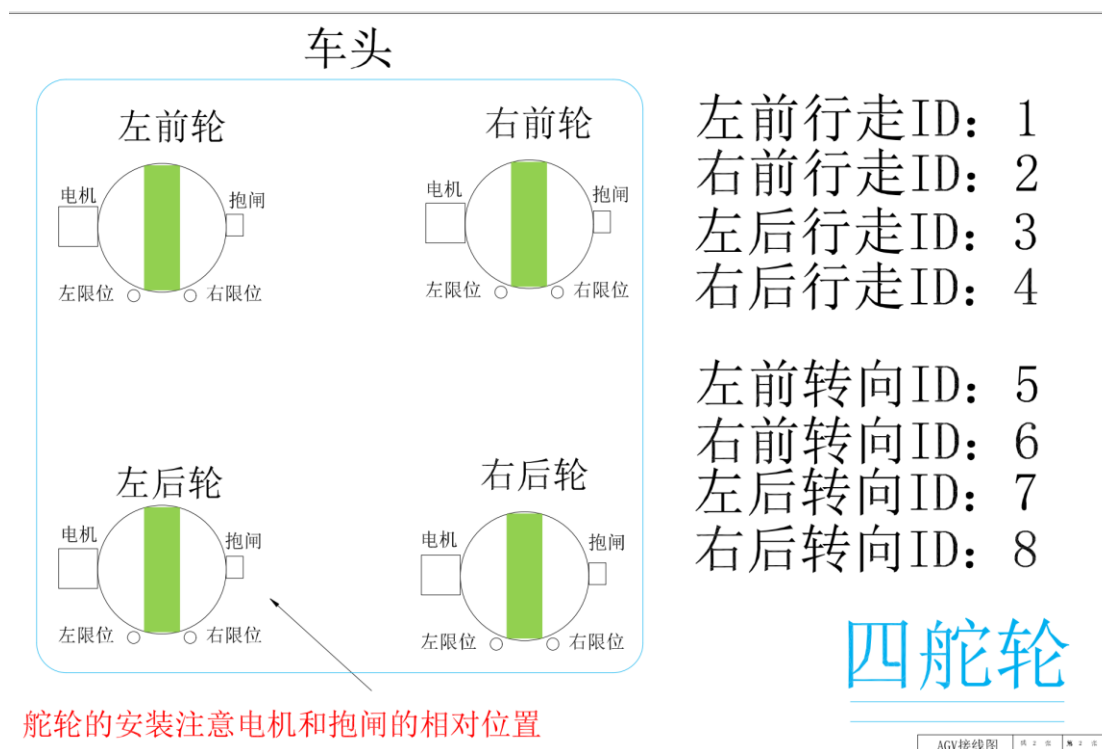 车头
左前轮
右前轮
电机
抱闸
电机
抱闸
左限位
右限位
左限位
右限位
左后轮
右后轮
电机
抱闸
电机
抱闸
左限位
右限位
左限位
右限位
舵轮的安装注意电机和抱闸的相对位置
左前行走ID：1
右前行走ID：2
左后行走ID：3
右后行走ID：4
左前转向ID：5
右前转向ID：6
左后转向ID：7
右后转向ID：8
四舵轮
AGV接线图